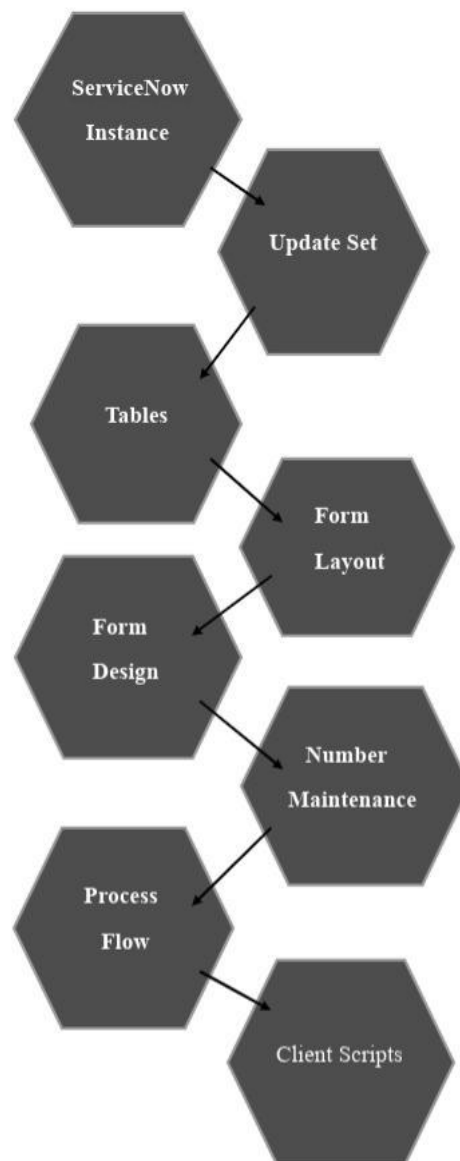 ServiceNow
Instance
Update Set
Tables
Form
Layout
Form
Design
Number
Maintenance
Process
Flow
Client Scripts